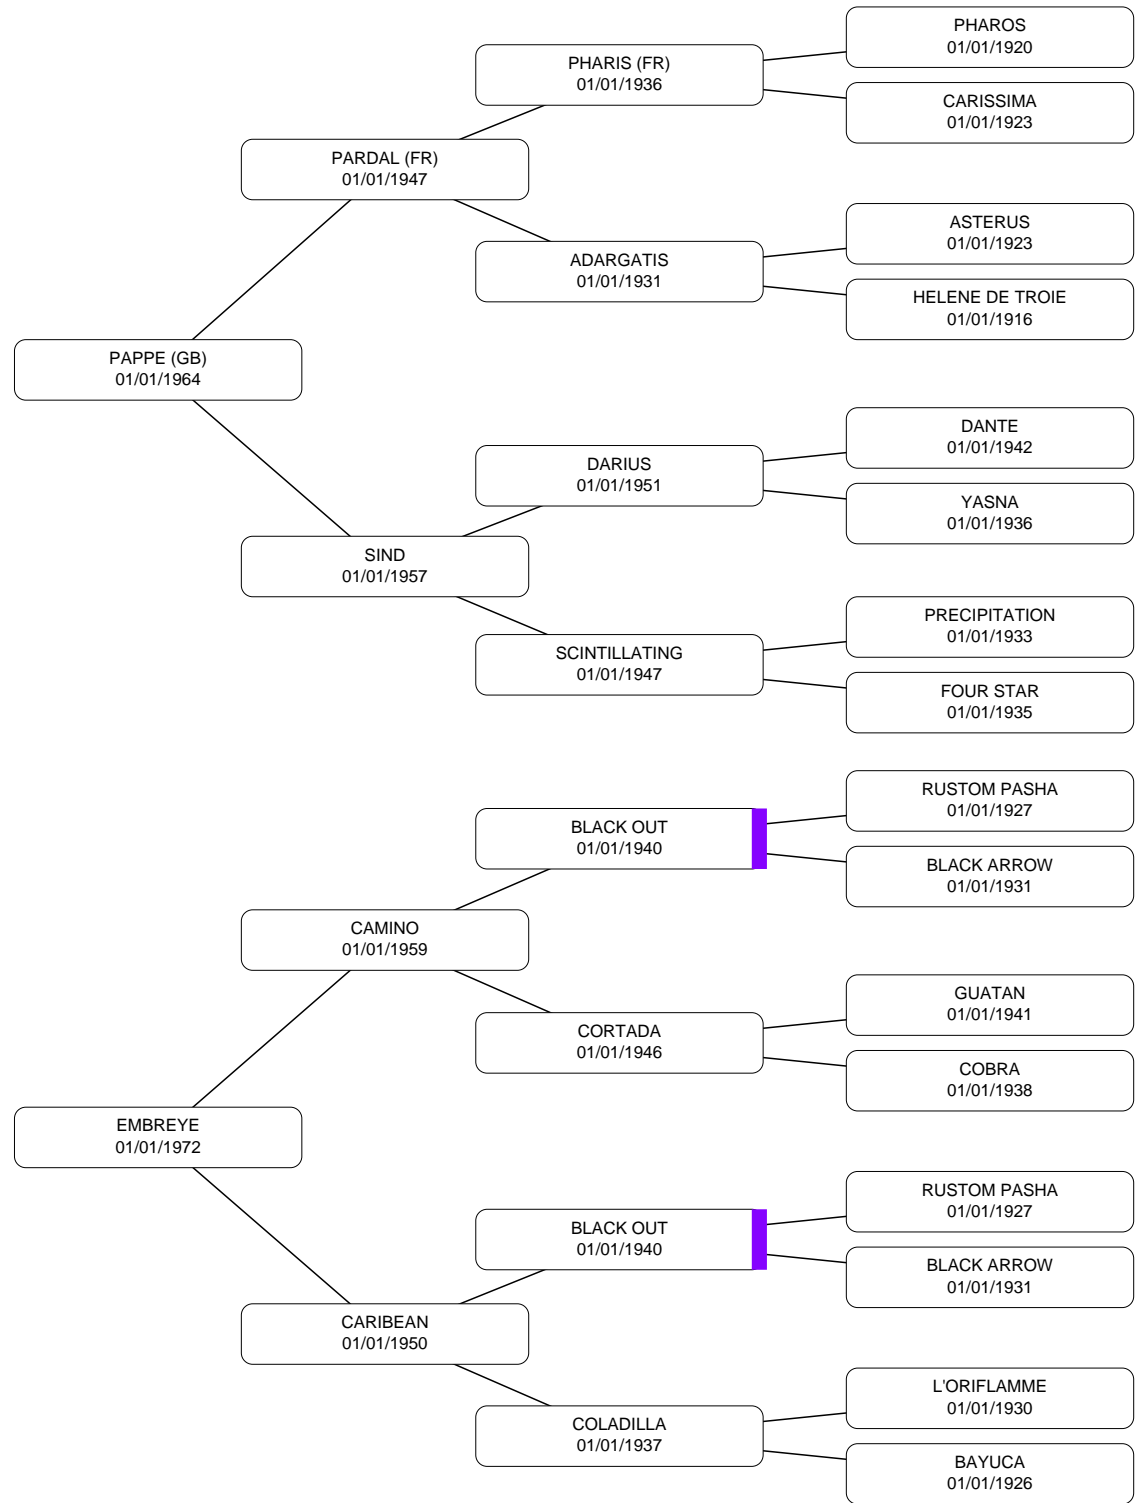 PHAROS
01/01/1920
PHARIS (FR)
01/01/1936
CARISSIMA
01/01/1923
PARDAL (FR)
01/01/1947
ASTERUS
01/01/1923
ADARGATIS
01/01/1931
HELENE DE TROIE
01/01/1916
PAPPE (GB)
01/01/1964
DANTE
01/01/1942
DARIUS
01/01/1951
YASNA
01/01/1936
SIND
01/01/1957
PRECIPITATION
01/01/1933
SCINTILLATING
01/01/1947
FOUR STAR
01/01/1935
RUSTOM PASHA
01/01/1927
BLACK OUT
01/01/1940
BLACK ARROW
01/01/1931
CAMINO
01/01/1959
GUATAN
01/01/1941
CORTADA
01/01/1946
COBRA
01/01/1938
EMBREYE
01/01/1972
RUSTOM PASHA
01/01/1927
BLACK OUT
01/01/1940
BLACK ARROW
01/01/1931
CARIBEAN
01/01/1950
L'ORIFLAMME
01/01/1930
COLADILLA
01/01/1937
BAYUCA
01/01/1926